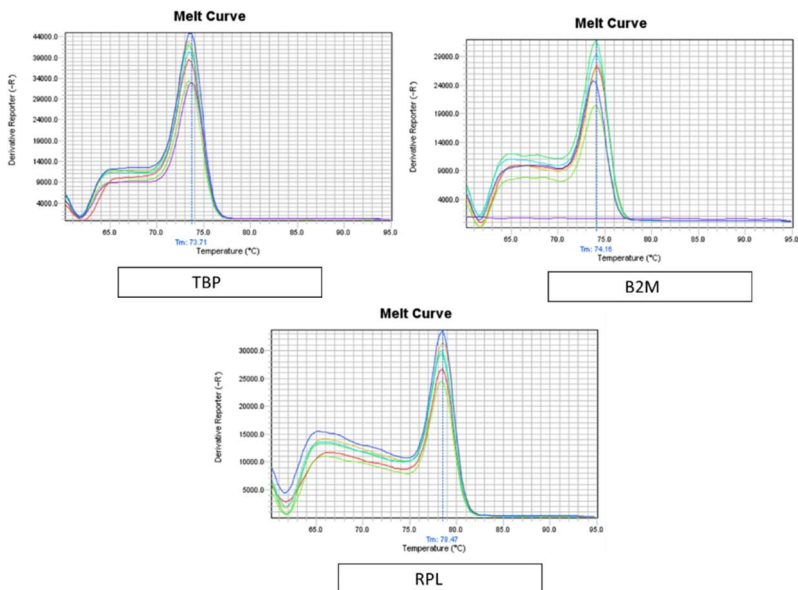 Melt Curve
Derivative Reporter (-R')
44000.0
39000.0
34000.0
29000.0
24000.0
19000.0
14000.0
9000.0
4000.0
65.0 70.0 75.0 80.0 85.0 90.0 95.0
Tm: 73.71
Temperature (°C)
TBP
Melt Curve
Derivative Reporter (-R')
29000.0
24000.0
19000.0
14000.0
9000.0
4000.0
65.0 70.0 75.0 80.0 85.0 90.0 95.0
Tm: 74.16
Temperature (°C)
B2M
Melt Curve
Derivative Reporter (-R')
30000.0
25000.0
20000.0
15000.0
10000.0
5000.0
65.0 70.0 75.0 80.0 85.0 90.0 95.0
Tm: 78.47
Temperature (°C)
RPL